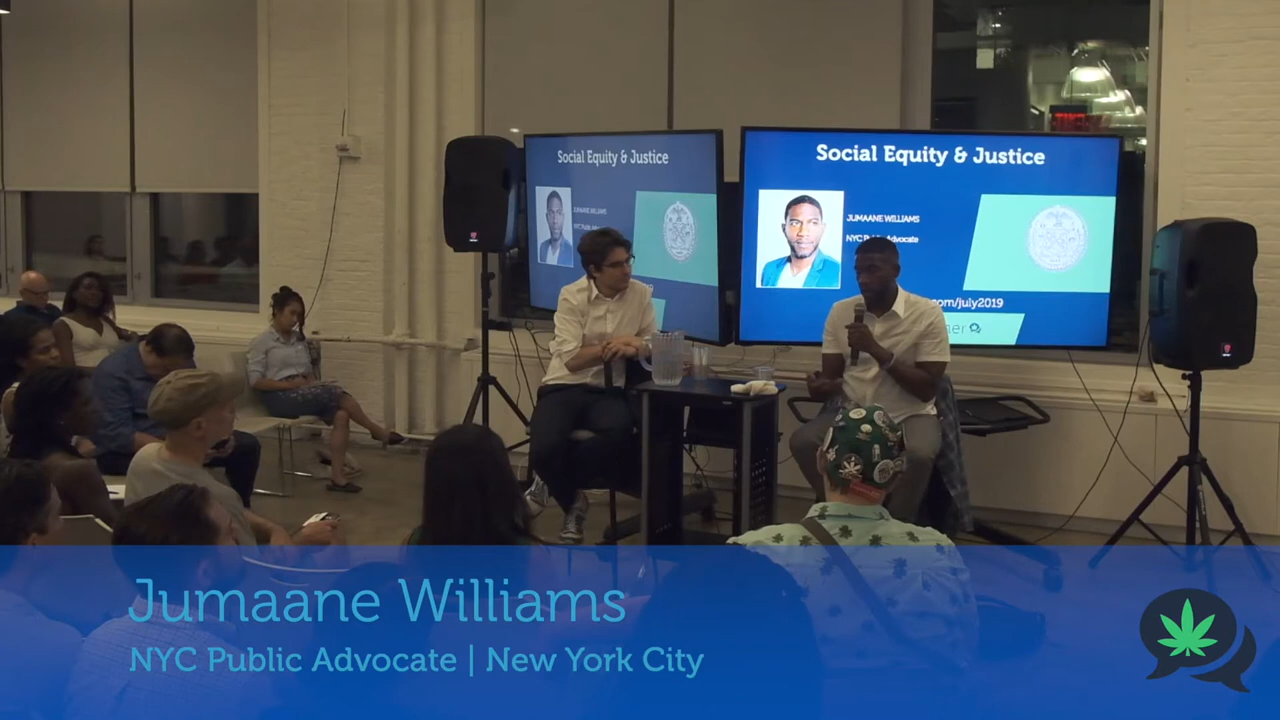 Social Equity & Justice
JUMAANE WILLIAMS
Social Equity & Justice
JUMAANE WILLIAMS
NYC Public Advocate
.com/july2019
Jumaane Williams
NYC Public Advocate | New York City